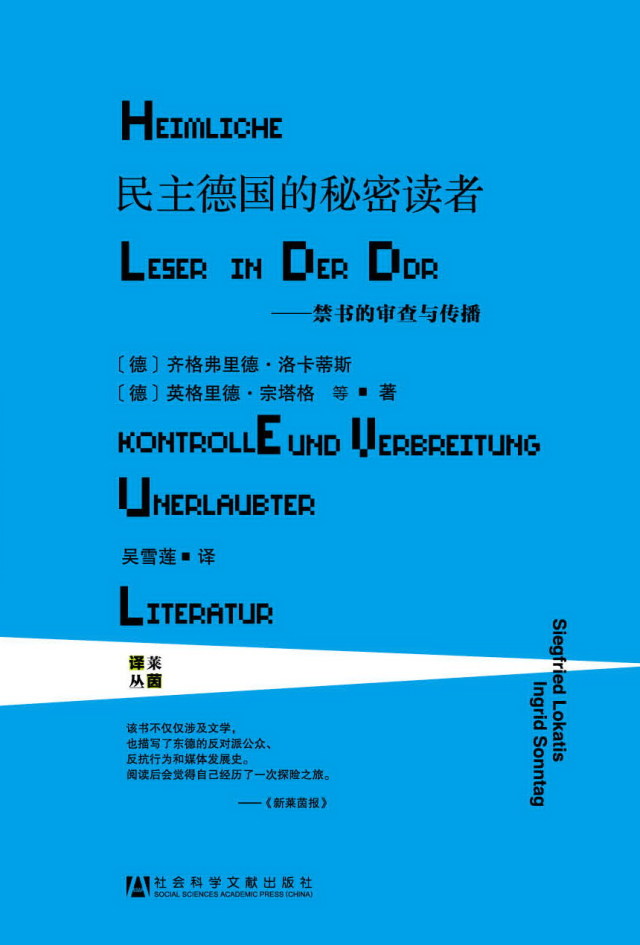 HEIMLICHE
民主德国的秘密读者
LESER IN DER DDR
——禁书的审查与传播
〔德〕齐格弗里德·洛卡蒂斯
〔德〕英格里德·宗塔格 等■著
KONTROLLE UND VERBREITUNG
UNERLAUBTER
吴雪莲■译
LITERATUR
Siegfried Lokatis
Ingrid Sonntag
译莱
丛茵
该书不仅仅涉及文学，
也描写了东德的反对派公众、
反抗行为和媒体发展史。
阅读后会觉得自己经历了一次探险之旅。
——《新莱茵报》
社会科学文献出版社
SOCIAL SCIENCES ACADEMIC PRESS (CHINA)